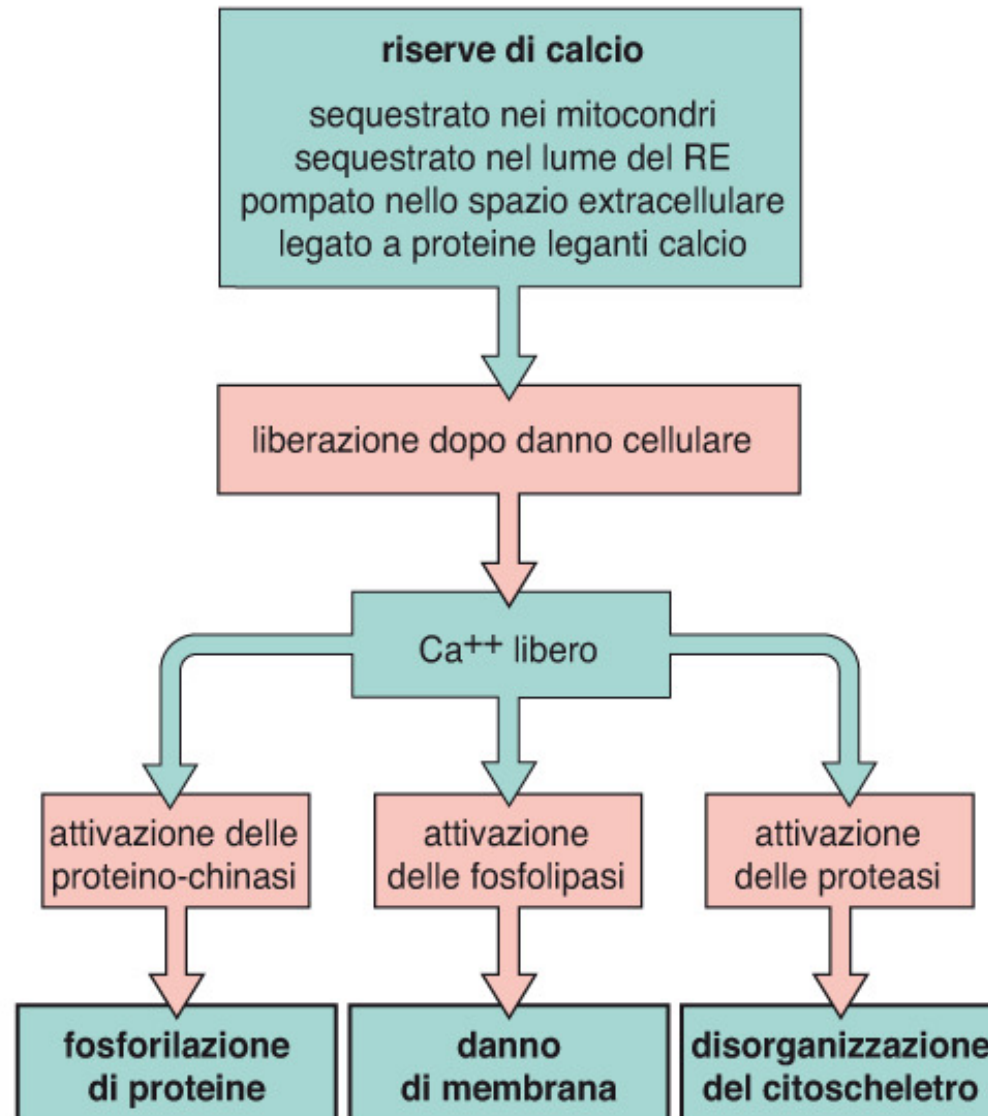 riserve di calcio
sequestrato nei mitocondri
sequestrato nel lume del RE
pompato nello spazio extracellulare
legato a proteine leganti calcio
liberazione dopo danno cellulare
Ca++ libero
attivazione delle
proteino-chinasi
attivazione
delle fosfolipasi
attivazione
delle proteasi
fosforilazione
di proteine
danno
di membrana
disorganizzazione
del citoscheletro